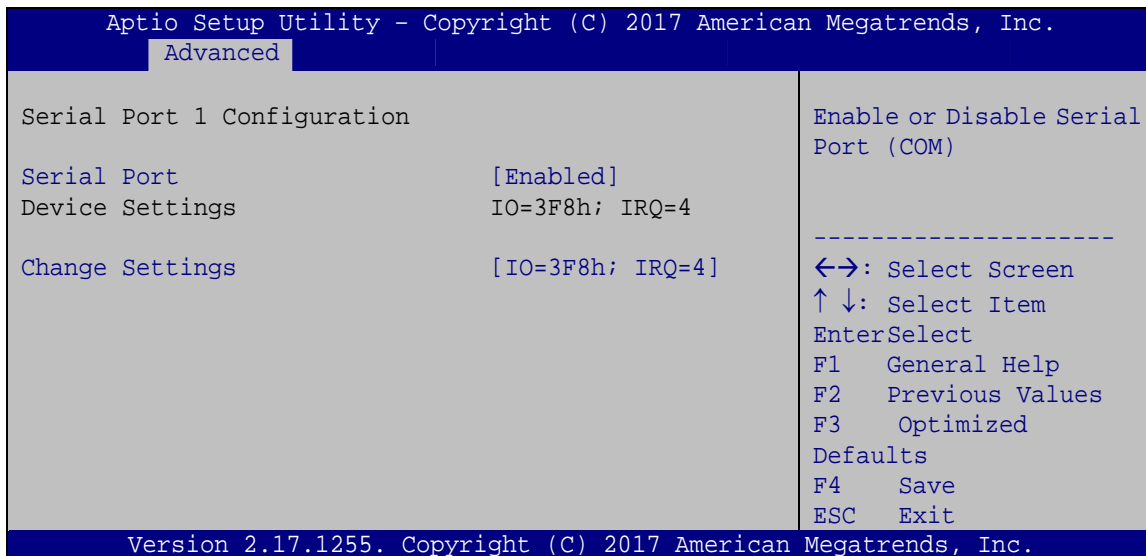 Aptio Setup Utility – Copyright (C) 2017 American Megatrends, Inc.
Advanced
Serial Port 1 Configuration
Serial Port [Enabled]
Device Settings IO=3F8h; IRQ=4
Change Settings [IO=3F8h; IRQ=4]
Enable or Disable Serial
Port (COM)
---------------------
←→: Select Screen
↑ ↓: Select Item
EnterSelect
F1 General Help
F2 Previous Values
F3 Optimized
Defaults
F4 Save
ESC Exit
Version 2.17.1255. Copyright (C) 2017 American Megatrends, Inc.